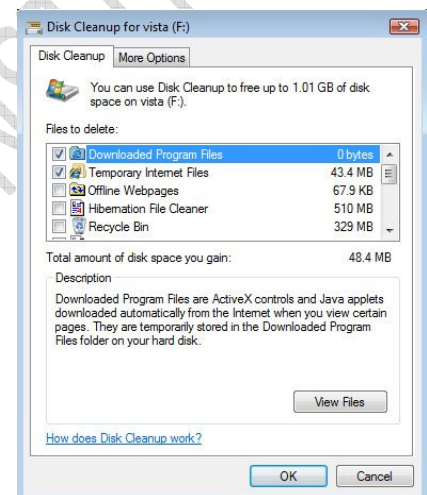 Disk Cleanup for vista (F:)
Disk Cleanup More Options
You can use Disk Cleanup to free up to 1.01 GB of disk
space on vista (F:).
Files to delete:
Downloaded Program Files 0 bytes
Temporary Internet Files 43.4 MB
Offline Webpages 67.9 KB
Hibernation File Cleaner 510 MB
Recycle Bin 329 MB
Total amount of disk space you gain: 48.4 MB
Description
Downloaded Program Files are ActiveX controls and Java applets
downloaded automatically from the Internet when you view certain
pages. They are temporarily stored in the Downloaded Program
Files folder on your hard disk.
View Files
How does Disk Cleanup work?
OK Cancel